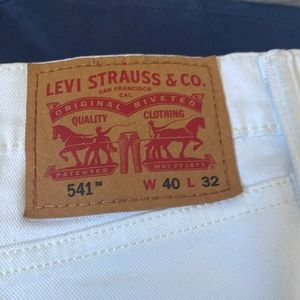 LEVI STRAUSS & CO.
SAN FRANCISCO
CAL.
ORIGINAL RIVETED
QUALITY CLOTHING
PATENTED MAY 20 1873
541™ W 40 L 32